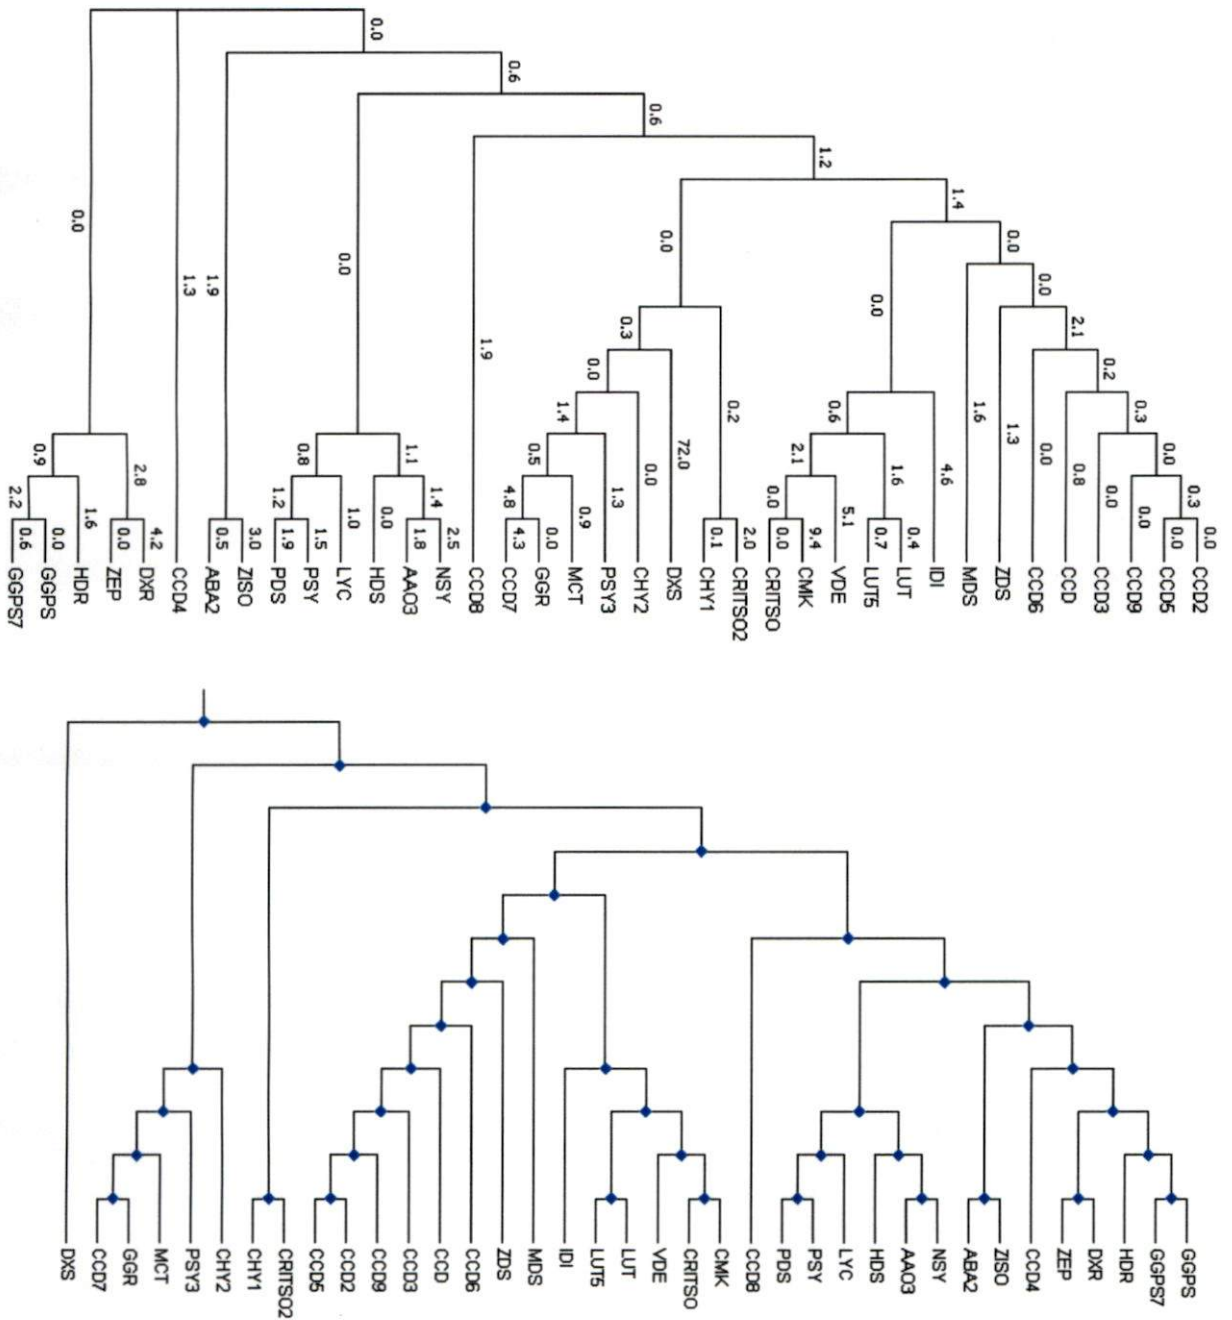 0.0
0.6
0.6
1.2
1.4
0.0
0.0
0.0
0.0
1.3
1.9
0.0
0.0
2.1
0.3
1.9
0.0
0.2
1.4
0.2
0.6
1.6
0.3
1.3
0.9
0.8
1.1
0.5
72.0
2.1
0.0
0.0
2.8
0.0
1.6
4.6
0.8
2.2
1.2
1.4
4.8
1.3
0.0
0.0
0.3
1.6
1.0
0.0
0.9
5.1
0.0
0.6
0.0
0.0
4.2
0.5
3.0
1.9
1.5
1.8
2.5
4.3
0.0
0.1
2.0
0.0
9.4
0.7
0.4
0.0
0.0
GGPS7
GGPS
HDR
ZEP
DXR
CCD4
ABA2
ZISO
PDS
PSY
LYC
HDS
AAO3
NSY
CCD8
CCD7
GGR
MCT
PSY3
CHY2
DXS
CHY1
CRITSO2
CRITSO
CMK
VDE
LUT5
LUT
IDI
MDS
ZDS
CCD6
CCD
CCD3
CCD9
CCD5
CCD2
DXS
CCD7
GGR
MCT
PSY3
CHY2
CHY1
CRITSO2
CCD5
CCD2
CCD9
CCD3
CCD
CCD6
ZDS
MDS
IDI
LUT5
LUT
VDE
CRITSO
CMK
CCD8
PDS
PSY
LYC
HDS
AAO3
NSY
ABA2
ZISO
CCD4
ZEP
DXR
HDR
GGPS7
GGPS